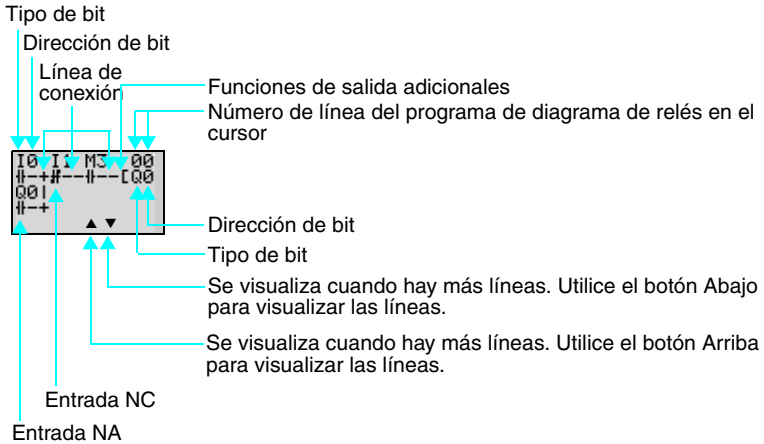 Tipo de bit
Dirección de bit
Línea de
conexión
Funciones de salida adicionales
Número de línea del programa de diagrama de relés en el
cursor
I0 I1 M3 00
[Q0
Q0
Dirección de bit
Tipo de bit
Se visualiza cuando hay más líneas. Utilice el botón Abajo
para visualizar las líneas.
Se visualiza cuando hay más líneas. Utilice el botón Arriba
para visualizar las líneas.
Entrada NC
Entrada NA